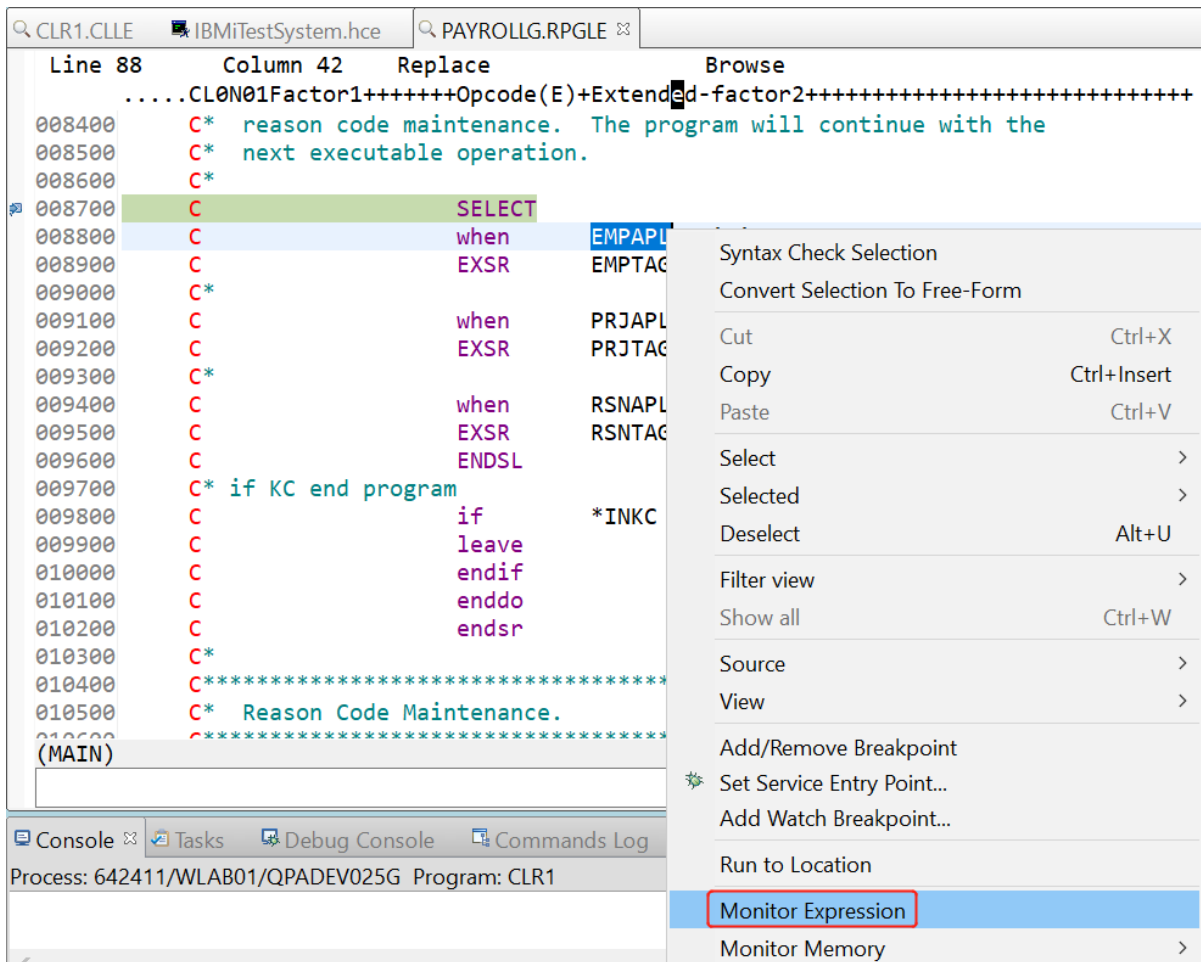 CLR1.CLLE IBMiTestSystem.hce PAYROLLG.RPGLE
Line 88 Column 42 Replace Browse
.....CL0N01Factor1+++++++Opcode(E)+Extended-factor2+++++++++++++++++++++++++++++
008400 C* reason code maintenance. The program will continue with the
008500 C* next executable operation.
008600 C*
008700 C SELECT
008800 C when EMPAPL
008900 C EXSR EMPTAG
009000 C*
009100 C when PRJAPL
009200 C EXSR PRJTAG
009300 C*
009400 C when RSNAPL
009500 C EXSR RSNTAG
009600 C ENDSL
009700 C* if KC end program
009800 C if *INKC
009900 C leave
010000 C endif
010100 C enddo
010200 C endsr
010300 C*
010400 C***********************************
010500 C* Reason Code Maintenance.
010600 C***********************************
(MAIN)
Syntax Check Selection
Convert Selection To Free-Form
Cut Ctrl+X
Copy Ctrl+Insert
Paste Ctrl+V
Select >
Selected >
Deselect Alt+U
Filter view >
Show all Ctrl+W
Source >
View >
Add/Remove Breakpoint
Set Service Entry Point...
Add Watch Breakpoint...
Run to Location
Monitor Expression
Monitor Memory >
Console Tasks Debug Console Commands Log
Process: 642411/WLAB01/QPADEV025G Program: CLR1